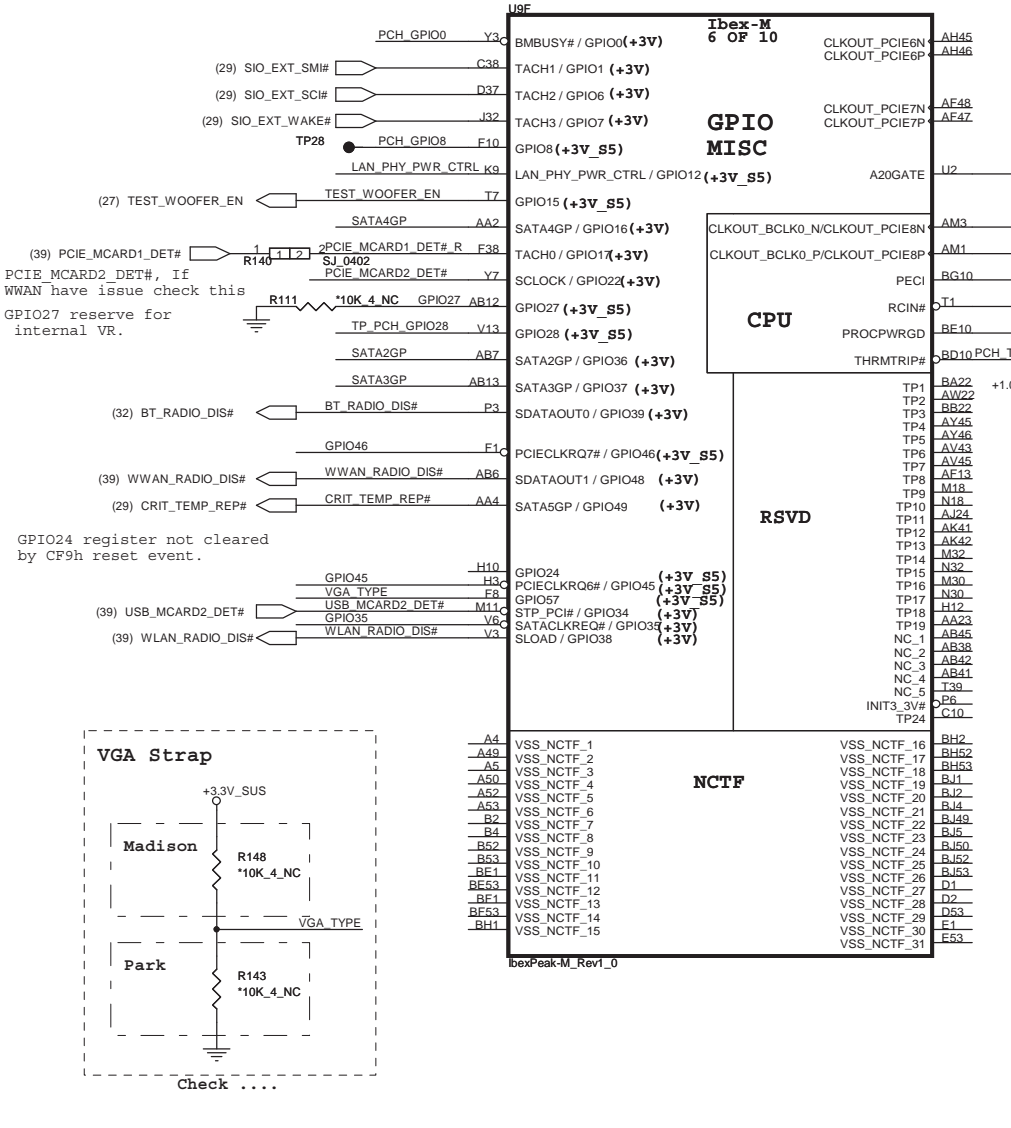 U9F
Ibex-M
6 OF 10
GPIO
MISC
PCH_GPIO0 Y3 BMBUSY# / GPIO0 (+3V)
(29) SIO_EXT_SMI# C38 TACH1 / GPIO1 (+3V)
(29) SIO_EXT_SCI# D37 TACH2 / GPIO6 (+3V)
(29) SIO_EXT_WAKE# J32 TACH3 / GPIO7 (+3V)
TP28 PCH_GPIO8 F10 GPIO8 (+3V_S5)
LAN_PHY_PWR_CTRL K9 LAN_PHY_PWR_CTRL / GPIO12 (+3V_S5)
(27) TEST_WOOFER_EN TEST_WOOFER_EN T7 GPIO15 (+3V_S5)
SATA4GP AA2 SATA4GP / GPIO16 (+3V)
(39) PCIE_MCARD1_DET# 1 R140 1 2 2 SJ_0402 PCIE_MCARD1_DET#_R F38 TACH0 / GPIO17 (+3V)
PCIE_MCARD2_DET# Y7 SCLOCK / GPIO22 (+3V)
PCIE_MCARD2_DET#, If
WWAN have issue check this
R111 *10K_4_NC GPIO27 AB12 GPIO27 (+3V_S5)
GPIO27 reserve for
internal VR.
TP_PCH_GPIO28 V13 GPIO28 (+3V_S5)
SATA2GP AB7 SATA2GP / GPIO36 (+3V)
SATA3GP AB13 SATA3GP / GPIO37 (+3V)
(32) BT_RADIO_DIS# BT_RADIO_DIS# P3 SDATAOUT0 / GPIO39 (+3V)
GPIO46 F1 PCIECLKRQ7# / GPIO46 (+3V_S5)
(39) WWAN_RADIO_DIS# WWAN_RADIO_DIS# AB6 SDATAOUT1 / GPIO48 (+3V)
(29) CRIT_TEMP_REP# CRIT_TEMP_REP# AA4 SATA5GP / GPIO49 (+3V)
GPIO24 register not cleared
by CF9h reset event.
H10 GPIO24 (+3V_S5)
GPIO45 H3 PCIECLKRQ6# / GPIO45 (+3V_S5)
VGA_TYPE F8 GPIO57 (+3V_S5)
(39) USB_MCARD2_DET# USB_MCARD2_DET# M11 STP_PCI# / GPIO34 (+3V)
GPIO35 V6 SATACLKREQ# / GPIO35 (+3V)
(39) WLAN_RADIO_DIS# WLAN_RADIO_DIS# V3 SLOAD / GPIO38 (+3V)
CLKOUT_PCIE6N AH45
CLKOUT_PCIE6P AH46
CLKOUT_PCIE7N AF48
CLKOUT_PCIE7P AF47
A20GATE U2
CPU
CLKOUT_BCLK0_N/CLKOUT_PCIE8N AM3
CLKOUT_BCLK0_P/CLKOUT_PCIE8P AM1
PECI BG10
RCIN# T1
PROCPWRGD BE10
THRMTRIP# BD10 PCH_T
+1.0
RSVD
TP1 BA22
TP2 AW22
TP3 BB22
TP4 AY45
TP5 AY46
TP6 AV43
TP7 AV45
TP8 AF13
TP9 M18
TP10 N18
TP11 AJ24
TP12 AK41
TP13 AK42
TP14 M32
TP15 N32
TP16 M30
TP17 N30
TP18 H12
TP19 AA23
NC_1 AB45
NC_2 AB38
NC_3 AB42
NC_4 AB41
NC_5 T39
INIT3_3V# P6
TP24 C10
NCTF
A4 VSS_NCTF_1
A49 VSS_NCTF_2
A5 VSS_NCTF_3
A50 VSS_NCTF_4
A52 VSS_NCTF_5
A53 VSS_NCTF_6
B2 VSS_NCTF_7
B4 VSS_NCTF_8
B52 VSS_NCTF_9
B53 VSS_NCTF_10
BE1 VSS_NCTF_11
BE53 VSS_NCTF_12
BF1 VSS_NCTF_13
BF53 VSS_NCTF_14
BH1 VSS_NCTF_15
VSS_NCTF_16 BH2
VSS_NCTF_17 BH52
VSS_NCTF_18 BH53
VSS_NCTF_19 BJ1
VSS_NCTF_20 BJ2
VSS_NCTF_21 BJ4
VSS_NCTF_22 BJ49
VSS_NCTF_23 BJ5
VSS_NCTF_24 BJ50
VSS_NCTF_25 BJ52
VSS_NCTF_26 BJ53
VSS_NCTF_27 D1
VSS_NCTF_28 D2
VSS_NCTF_29 D53
VSS_NCTF_30 E1
VSS_NCTF_31 E53
IbexPeak-M_Rev1_0
VGA Strap
+3.3V_SUS
Madison
R148
*10K_4_NC
VGA_TYPE
Park
R143
*10K_4_NC
Check ....